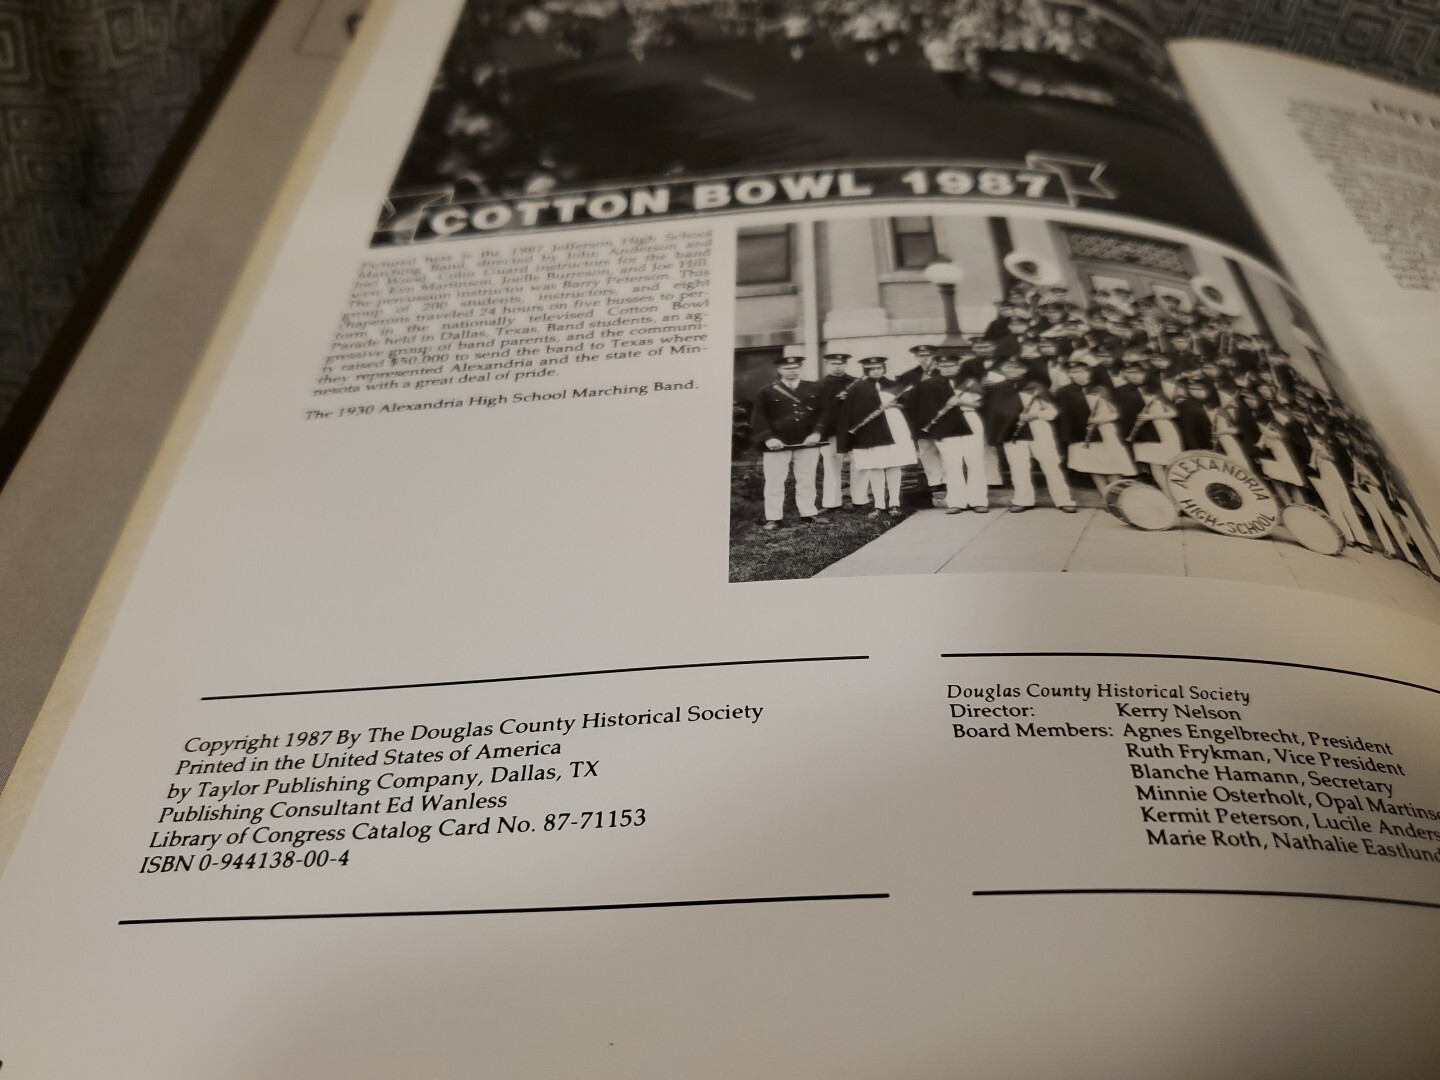 COTTON BOWL 1987
Pictured here is the 1987 Jefferson High School
Marching Band, directed by John Anderson and
Ward. Color Guard instructors for the band
were Ken Martinson, Joelle Burreson, and Joe Hill.
The percussion instructor was Barry Peterson. This
group of 200 students, instructors, and eight
chaperons traveled 24 hours on five busses to per-
form in the nationally televised Cotton Bowl
Parade held in Dallas, Texas. Band students, an ag-
gressive group of band parents, and the communi-
ty raised $50,000 to send the band to Texas where
they represented Alexandria and the state of Min-
nesota with a great deal of pride.
The 1930 Alexandria High School Marching Band.
ALEXANDRIA
HIGH-SCHOOL
Copyright 1987 By The Douglas County Historical Society
Printed in the United States of America
by Taylor Publishing Company, Dallas, TX
Publishing Consultant Ed Wanless
Library of Congress Catalog Card No. 87-71153
ISBN 0-944138-00-4
Douglas County Historical Society
Director: Kerry Nelson
Board Members: Agnes Engelbrecht, President
Ruth Frykman, Vice President
Blanche Hamann, Secretary
Minnie Osterholt, Opal Martins
Kermit Peterson, Lucile Anders
Marie Roth, Nathalie Eastlund